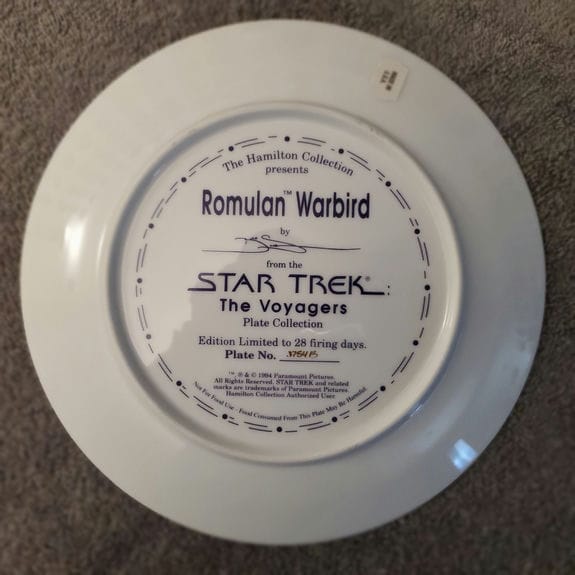 The Hamilton Collection
presents
Romulan™ Warbird
by
from the
STAR TREK®:
The Voyagers
Plate Collection
Edition Limited to 28 firing days.
Plate No. 3754B
™, ® & © 1994 Paramount Pictures.
All Rights Reserved. STAR TREK and related
marks are trademarks of Paramount Pictures.
Hamilton Collection Authorized User.
Not For Food Use - Food Consumed From This Plate May Be Harmful.